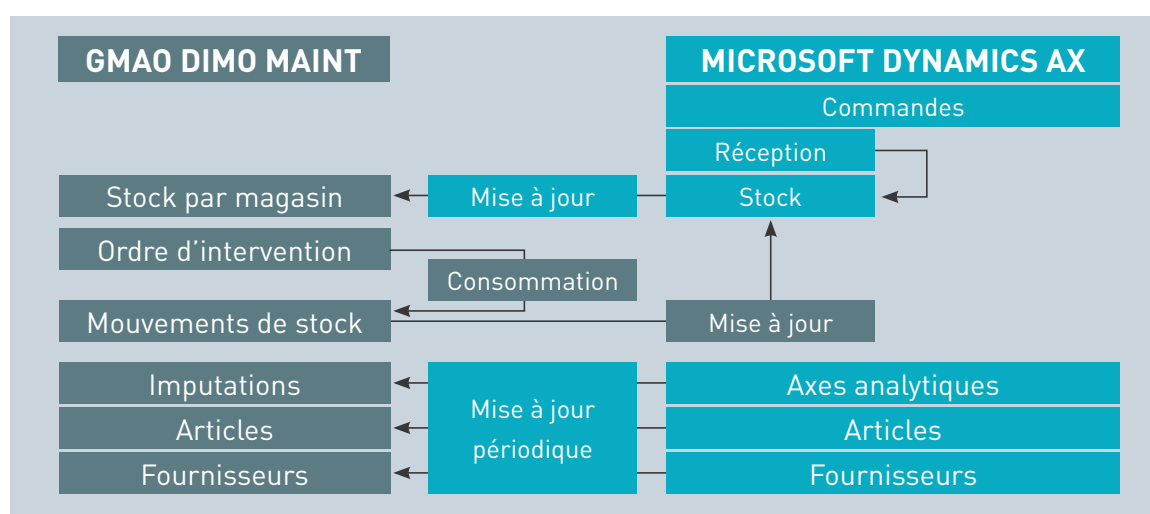 GMAO DIMO MAINT
MICROSOFT DYNAMICS AX
Commandes
Réception
Stock par magasin
Mise à jour
Stock
Ordre d’intervention
Consommation
Mouvements de stock
Mise à jour
Imputations
Mise à jour
périodique
Axes analytiques
Articles
Articles
Fournisseurs
Fournisseurs